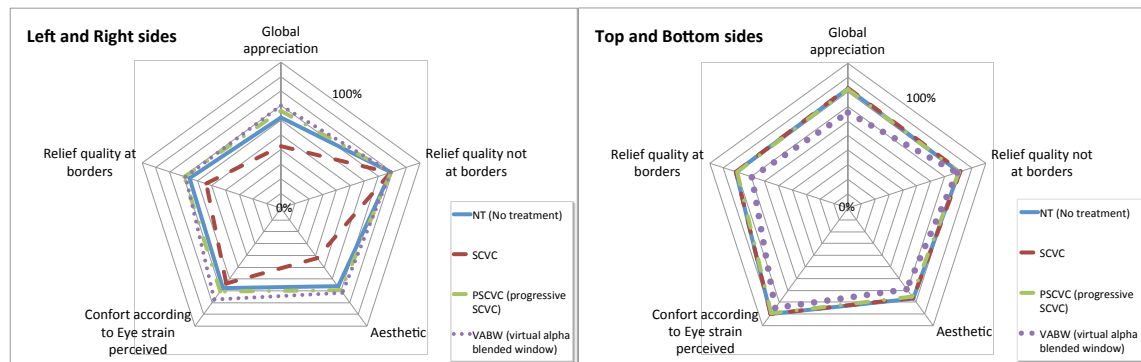 Left and Right sides
Global
appreciation
100%
Relief quality at
borders
Relief quality not
at borders
0%
NT (No treatment)
SCVC
PSCVC (progressive
SCVC)
VABW (virtual alpha
blended window)
Confort according
to Eye strain
perceived
Aesthetic
Top and Bottom sides
Global
appreciation
100%
Relief quality at
borders
Relief quality not
at borders
0%
NT (No treatment)
SCVC
PSCVC (progressive
SCVC)
VABW (virtual alpha
blended window)
Confort according
to Eye strain
perceived
Aesthetic